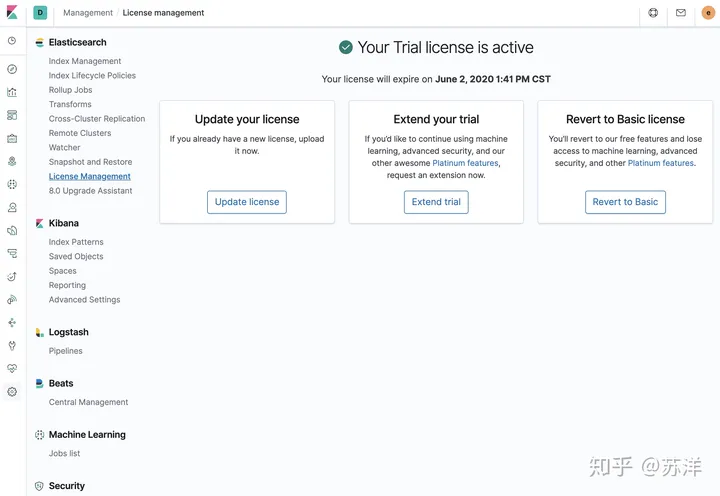 D
Management / License management
e
Elasticsearch
Index Management
Index Lifecycle Policies
Rollup Jobs
Transforms
Cross-Cluster Replication
Remote Clusters
Watcher
Snapshot and Restore
License Management
8.0 Upgrade Assistant
Kibana
Index Patterns
Saved Objects
Spaces
Reporting
Advanced Settings
Logstash
Pipelines
Beats
Central Management
Machine Learning
Jobs list
Security
Your Trial license is active
Your license will expire on June 2, 2020 1:41 PM CST
Update your license
If you already have a new license, upload
it now.
Update license
Extend your trial
If you'd like to continue using machine
learning, advanced security, and our
other awesome Platinum features,
request an extension now.
Extend trial
Revert to Basic license
You'll revert to our free features and lose
access to machine learning, advanced
security, and other Platinum features.
Revert to Basic
知乎 @苏洋